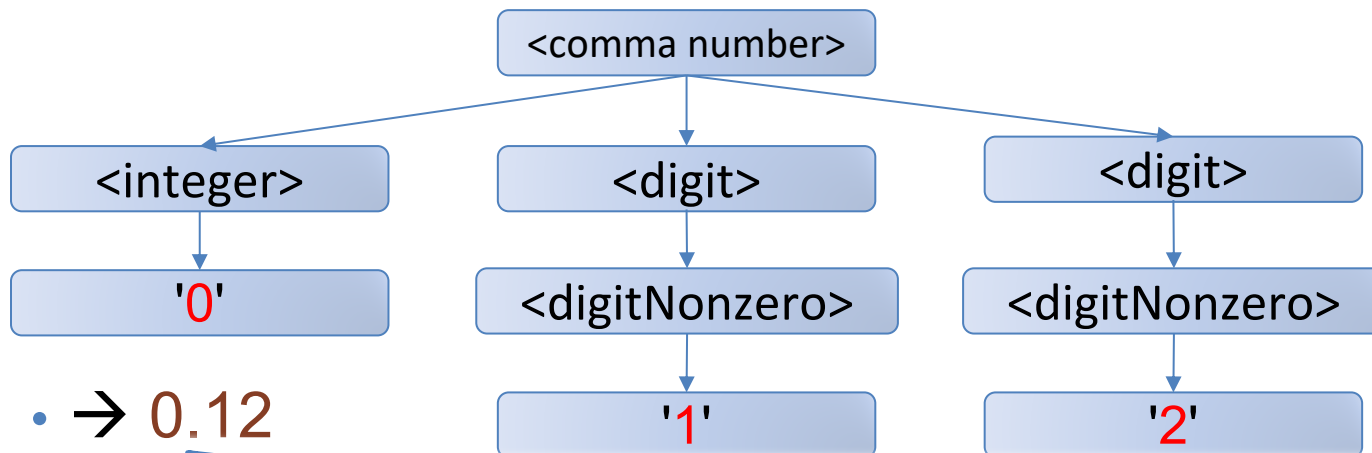 <comma number>
<integer> <digit> <digit>
'0' <digitNonzero> <digitNonzero>
• → 0.12 '1' '2'